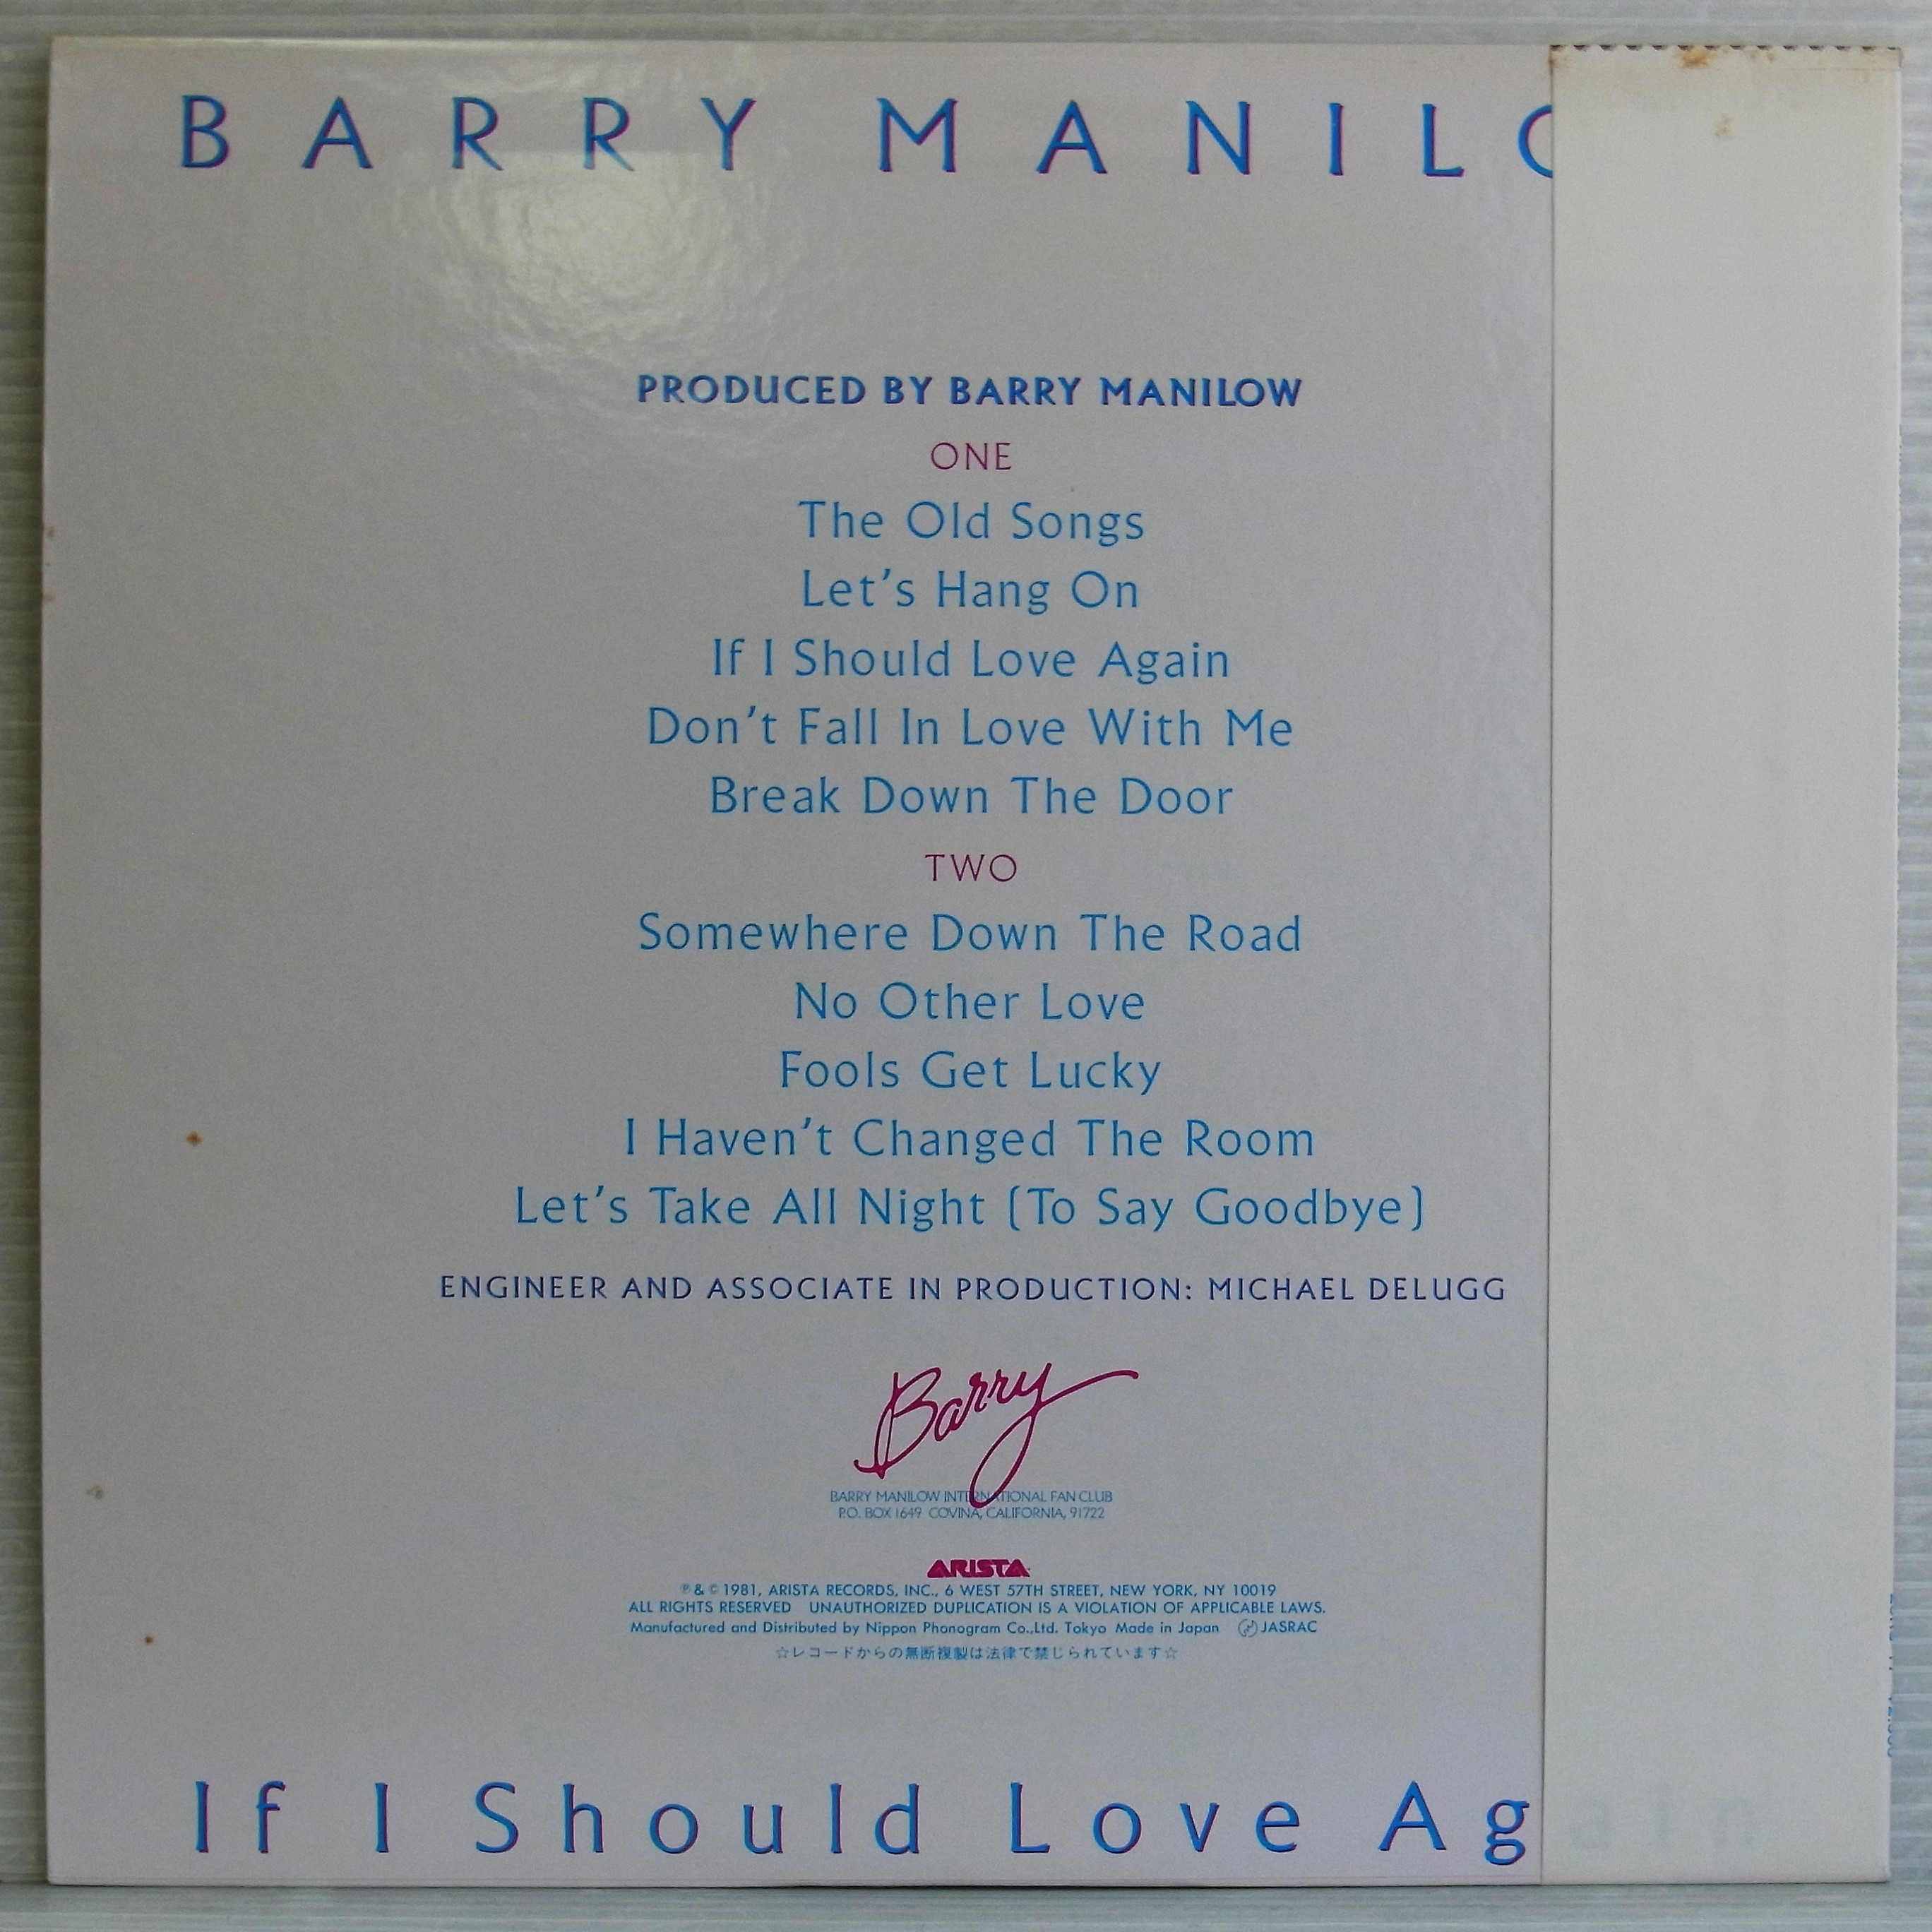 BARRY MANILO
PRODUCED BY BARRY MANILOW
ONE
The Old Songs
Let's Hang On
If I Should Love Again
Don't Fall In Love With Me
Break Down The Door
TWO
Somewhere Down The Road
No Other Love
Fools Get Lucky
I Haven't Changed The Room
Let's Take All Night (To Say Goodbye)
ENGINEER AND ASSOCIATE IN PRODUCTION: MICHAEL DELUGG
Barry
BARRY MANILOW INTERNATIONAL FAN CLUB
P.O. BOX 1649 COVINA, CALIFORNIA, 91722
ARISTA
℗ & © 1981, ARISTA RECORDS, INC., 6 WEST 57TH STREET, NEW YORK, NY 10019
ALL RIGHTS RESERVED UNAUTHORIZED DUPLICATION IS A VIOLATION OF APPLICABLE LAWS.
Manufactured and Distributed by Nippon Phonogram Co.,Ltd. Tokyo Made in Japan JASRAC
☆レコードからの無断複製は法律で禁じられています☆
If I Should Love Ag